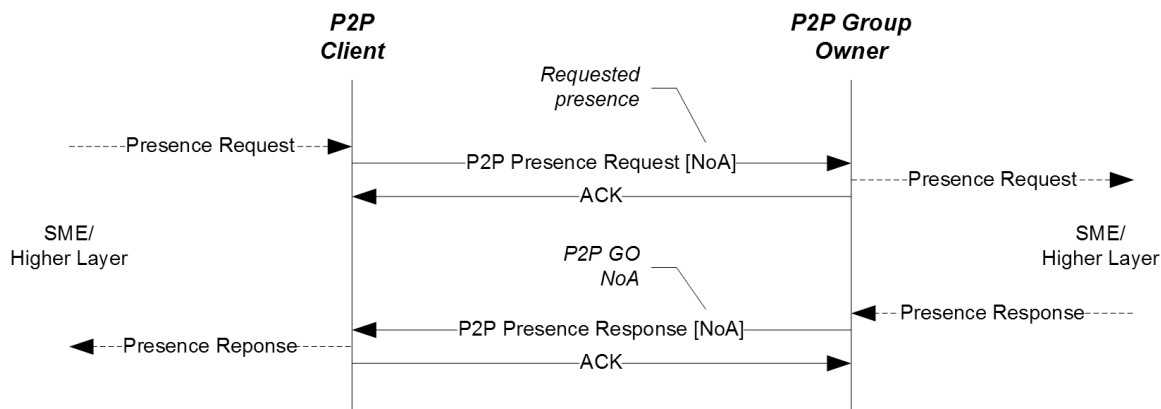 P2P
Client
P2P Group
Owner
Requested
presence
Presence Request
P2P Presence Request [NoA]
Presence Request
ACK
SME/
Higher Layer
SME/
Higher Layer
P2P GO
NoA
Presence Response
P2P Presence Response [NoA]
Presence Reponse
ACK